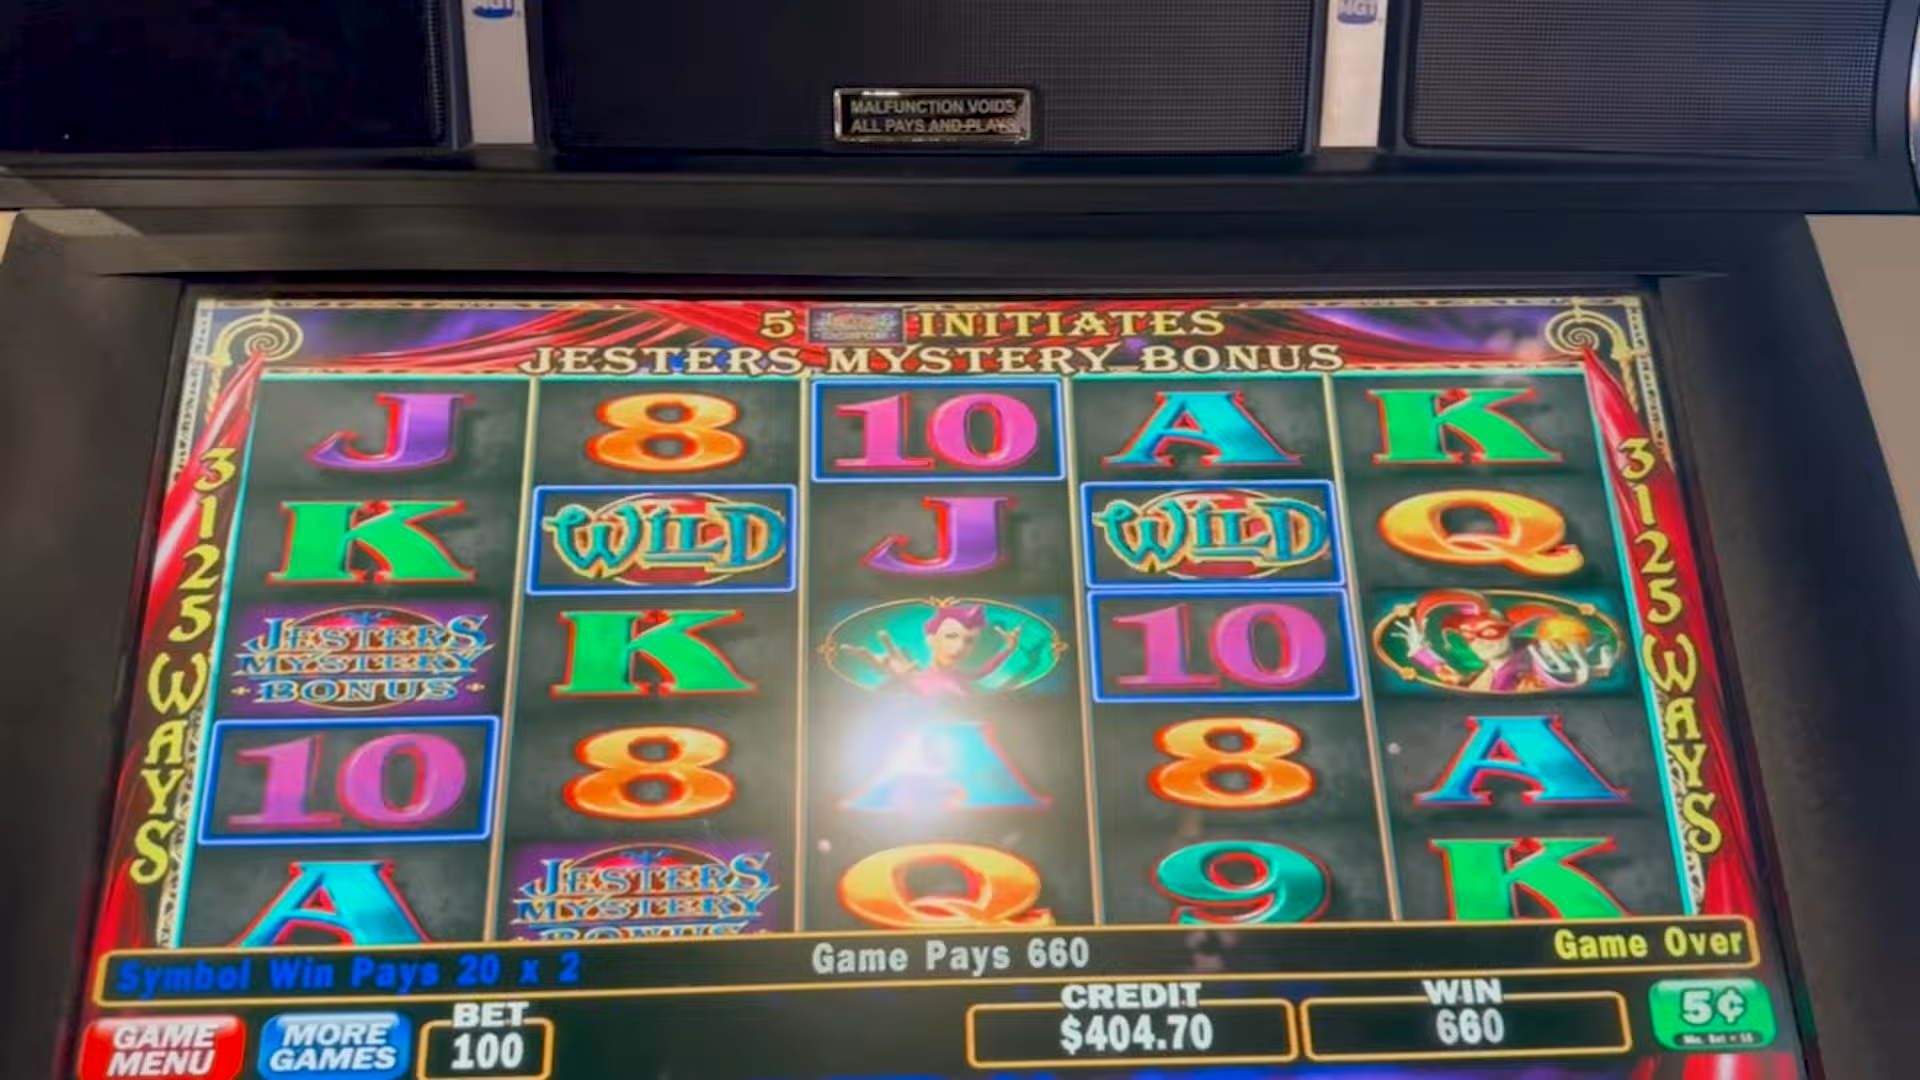 MALFUNCTION VOIDS
ALL PAYS AND PLAYS
5 INITIATES
JESTERS MYSTERY BONUS
3125 WAYS
3125 WAYS
J 8 10 A K
K WILD J WILD Q
JESTERS
MYSTERY
BONUS
K 10
10 8 A 8 A
A
JESTERS
MYSTERY
BONUS
Q 9 K
Symbol Win Pays 20 x 2
Game Pays 660
Game Over
GAME
MENU
MORE
GAMES
BET
100
CREDIT
$404.70
WIN
660
5¢